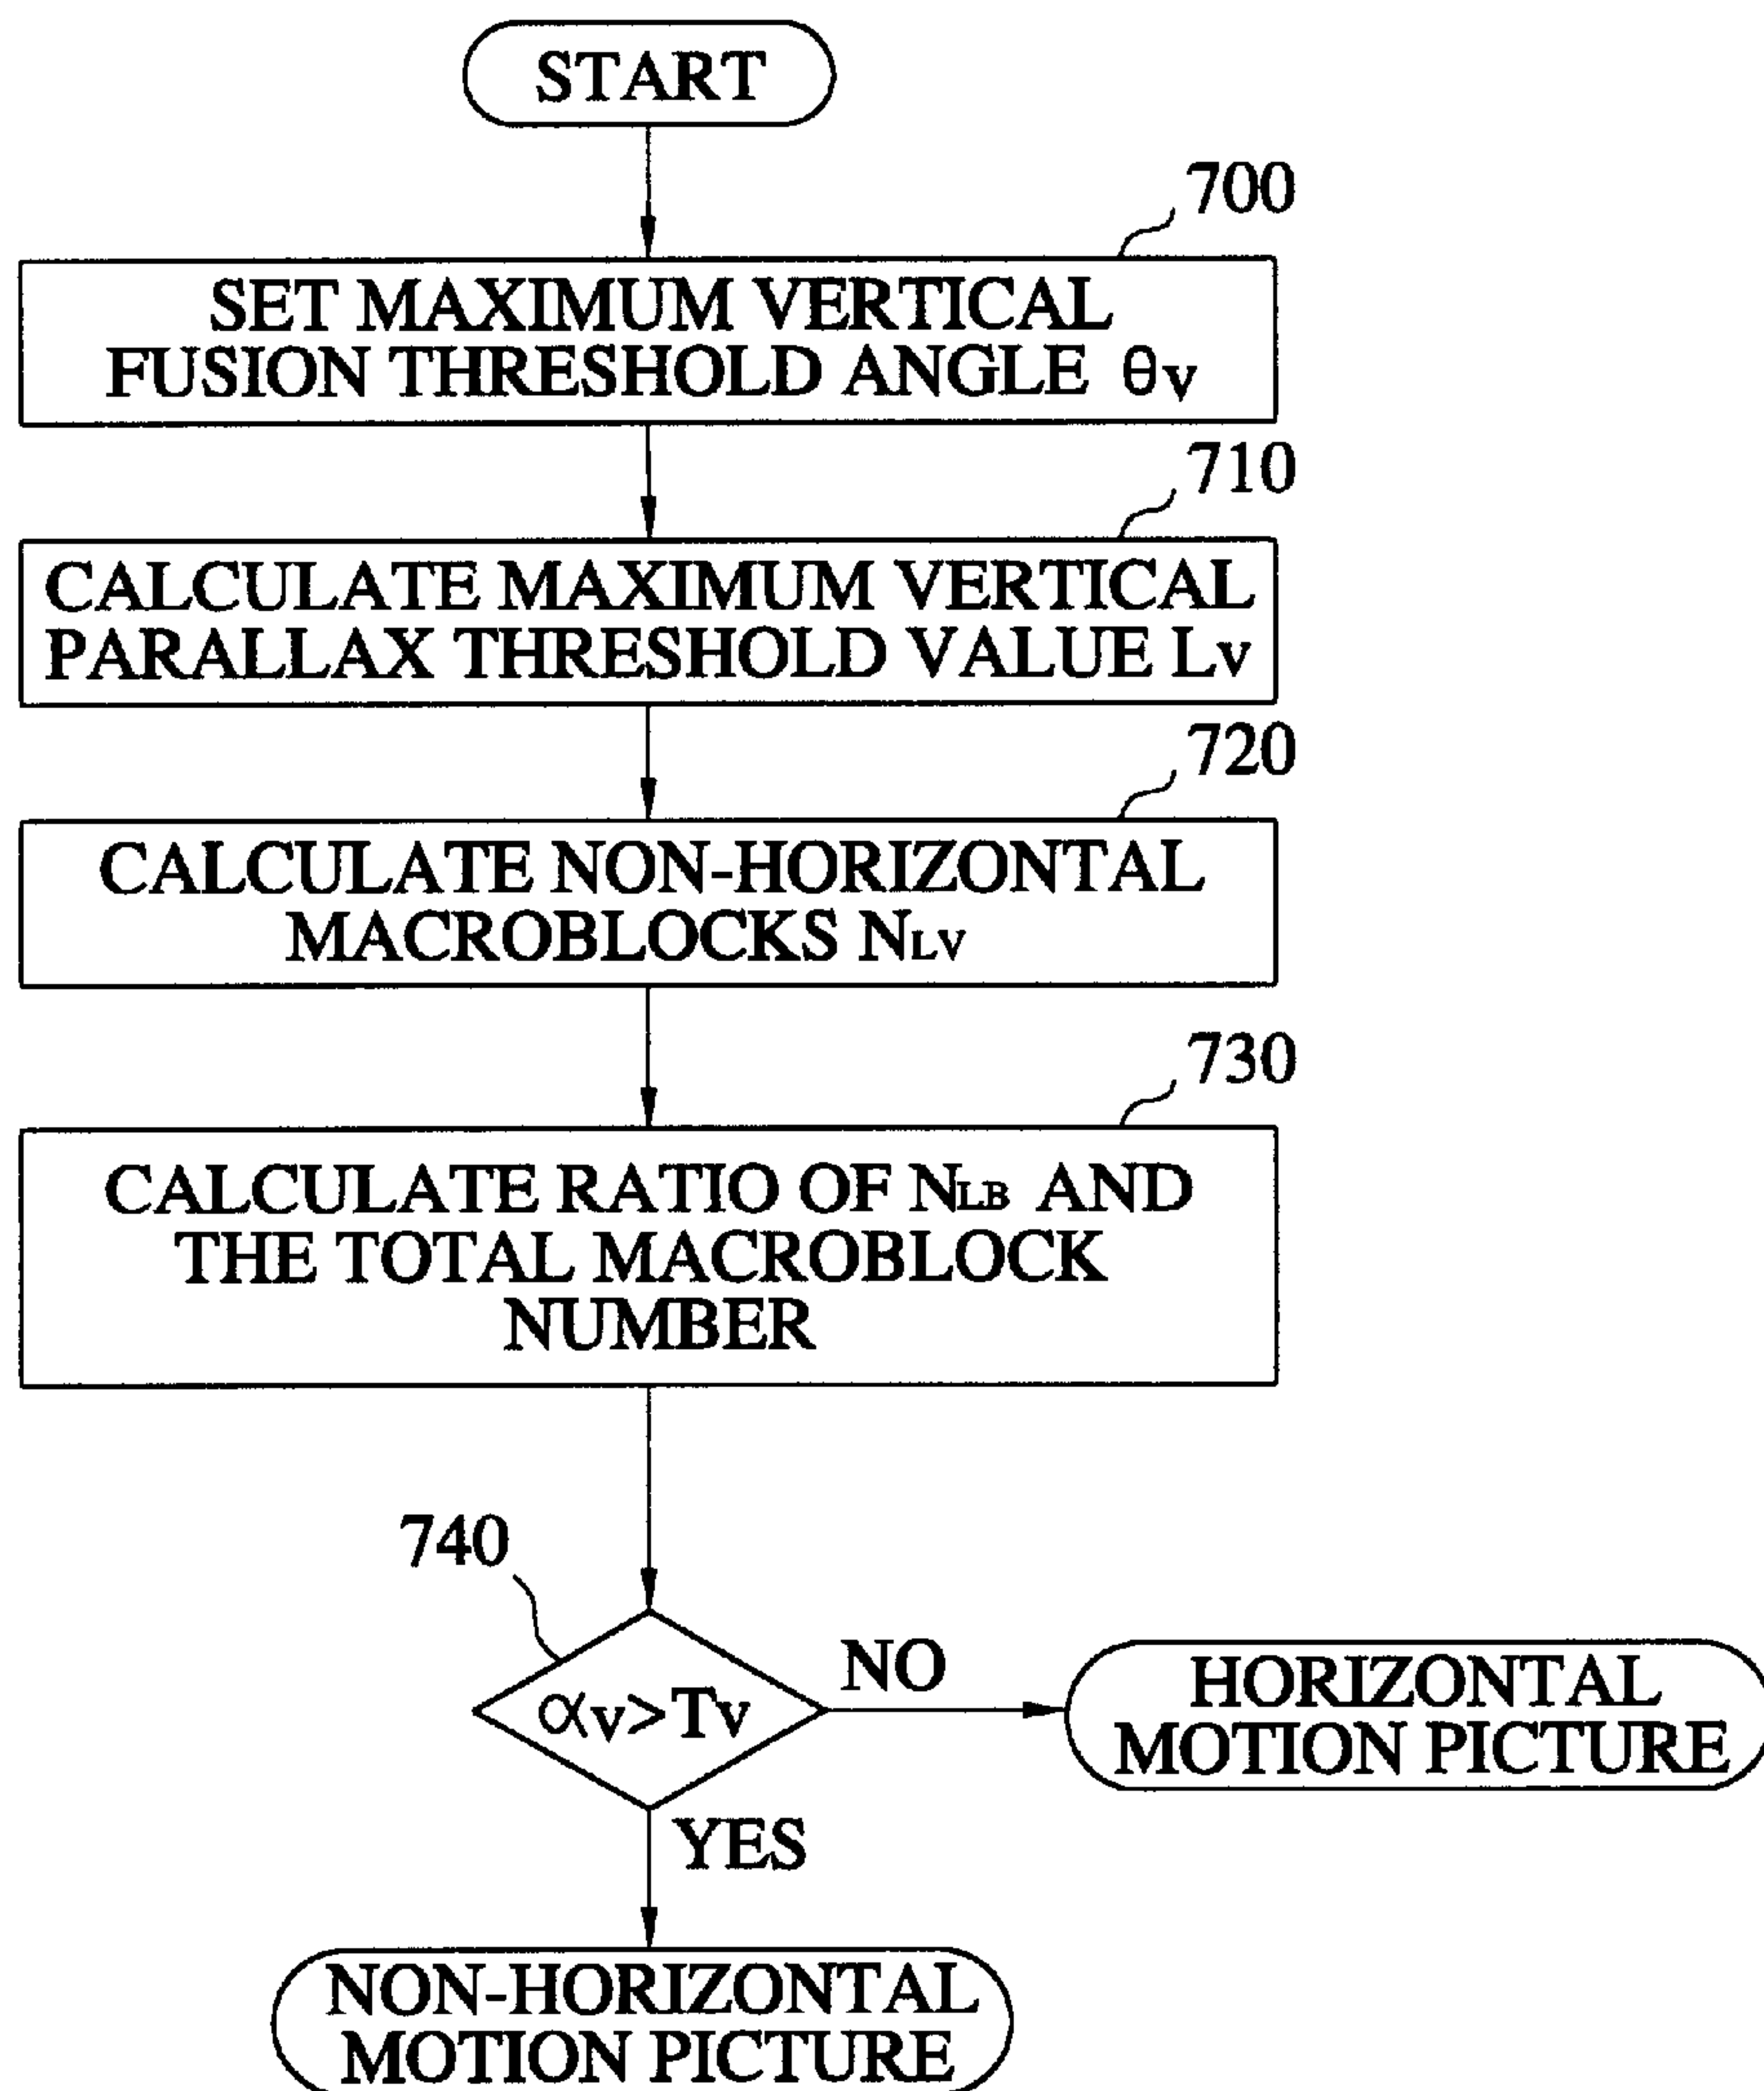 START
700
SET MAXIMUM VERTICAL
FUSION THRESHOLD ANGLE θv
710
CALCULATE MAXIMUM VERTICAL
PARALLAX THRESHOLD VALUE Lv
720
CALCULATE NON-HORIZONTAL
MACROBLOCKS NLV
730
CALCULATE RATIO OF NLB AND
THE TOTAL MACROBLOCK
NUMBER
740
∝v>Tv
NO
HORIZONTAL
MOTION PICTURE
YES
NON-HORIZONTAL
MOTION PICTURE